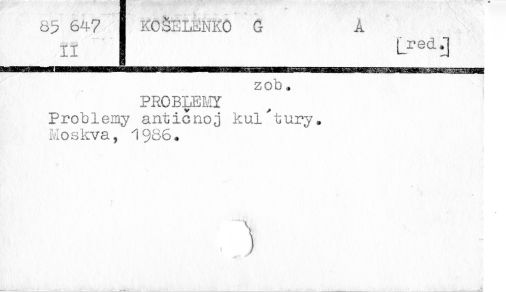 85 647 KOŠELENKO G A
II [red.]
zob.
PROBLEMY
Problemy antičnoj kul´tury.
Moskva, 1986.